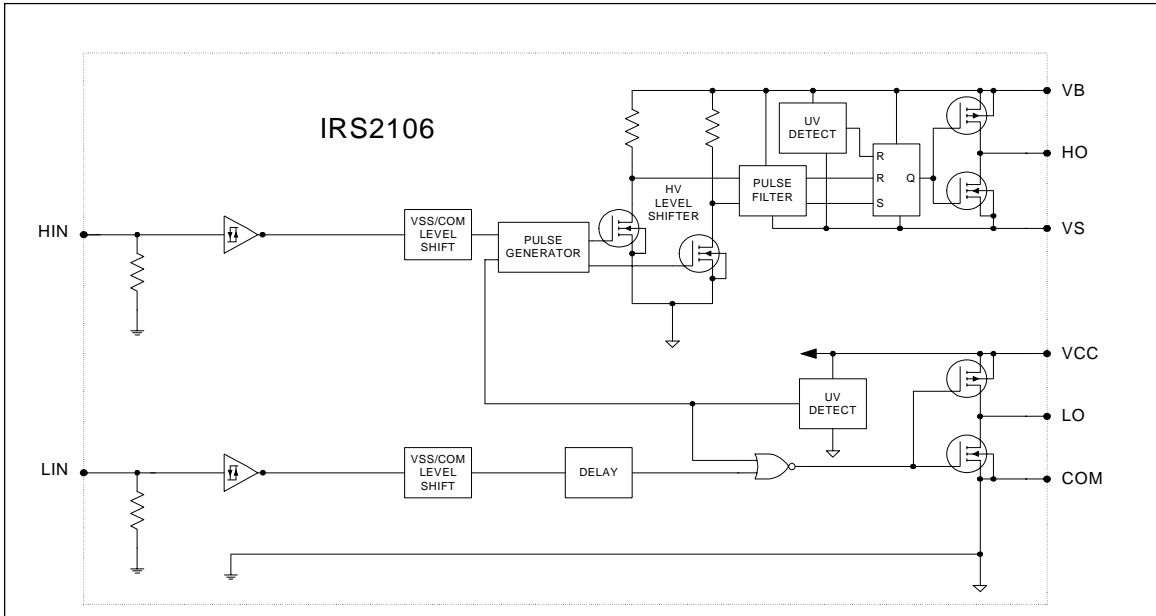 IRS2106
VB
UV
DETECT
HO
R
R
Q
S
PULSE
FILTER
HV
LEVEL
SHIFTER
VS
HIN
VSS/COM
LEVEL
SHIFT
PULSE
GENERATOR
VCC
UV
DETECT
LO
LIN
VSS/COM
LEVEL
SHIFT
DELAY
COM